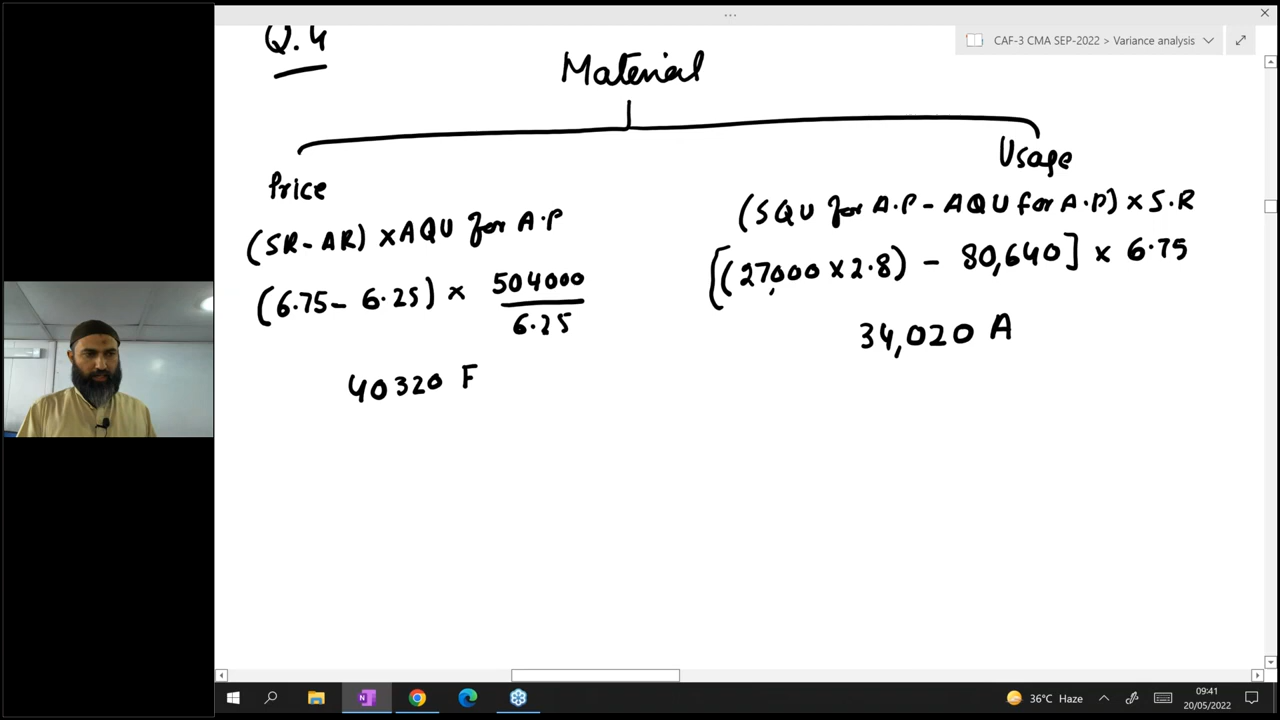 CAF-3 CMA SEP-2022 > Variance analysis
Q.4
Material
Price
(SR-AR) × AQU for A.P
(6.75 - 6.25) × 504000
6.25
40320 F
Usage
(SQU for A.P - AQU for A.P) × S.R
[(27,000 × 2.8) - 80,640] × 6.75
34,020 A
36°C Haze
09:41
20/05/2022